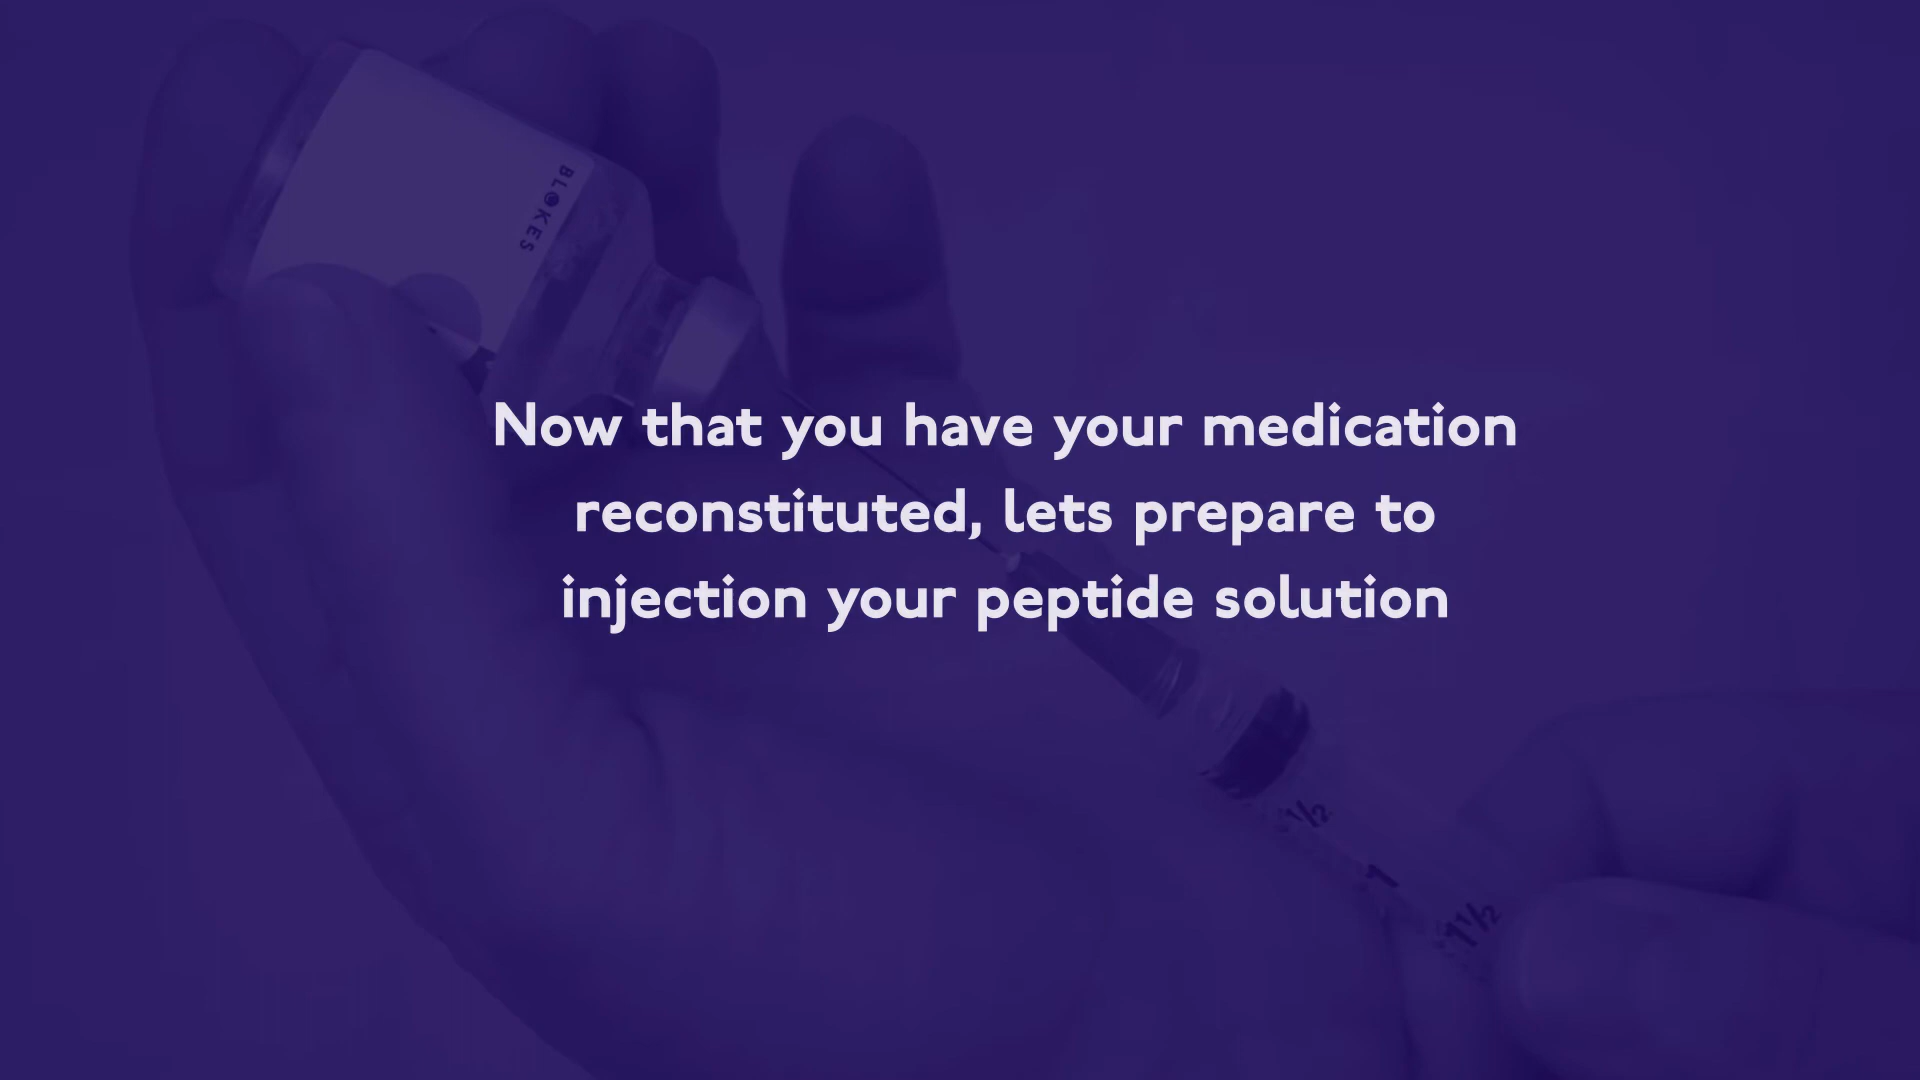 BLOKES
Now that you have your medication
reconstituted, lets prepare to
injection your peptide solution
1/2
1
1 1/2